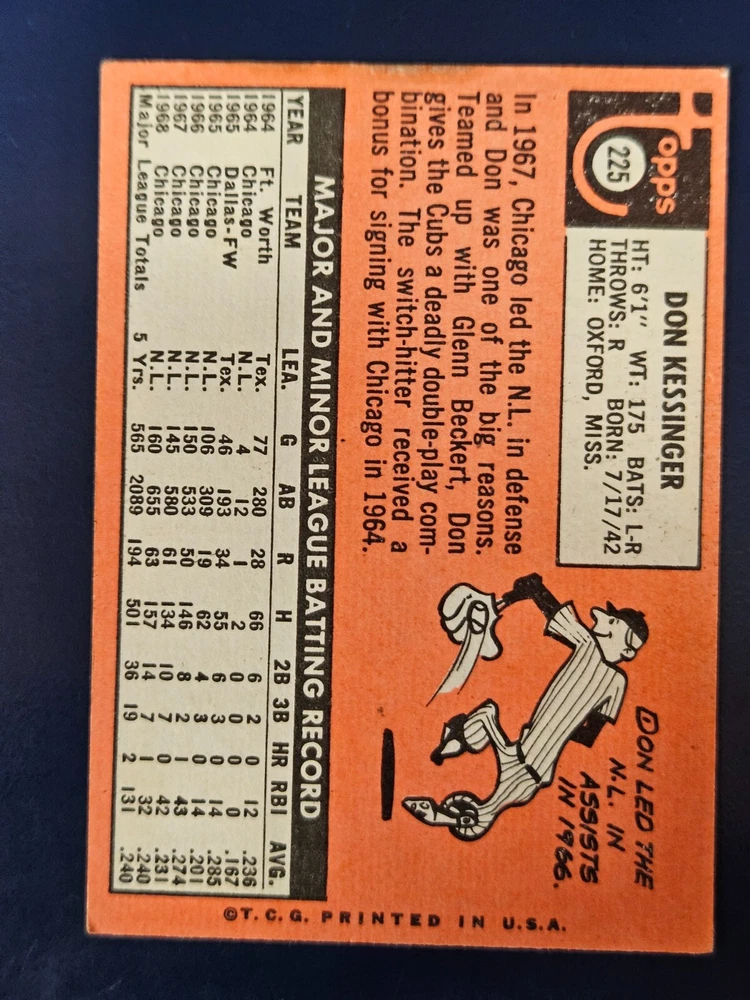 Topps
225
DON KESSINGER
HT: 6'1" WT: 175 BATS: L-R
THROWS: R BORN: 7/17/42
HOME: OXFORD, MISS.
In 1967, Chicago led the N.L. in defense
and Don was one of the big reasons.
Teamed up with Glenn Beckert, Don
gives the Cubs a deadly double-play com-
bination. The switch-hitter received a
bonus for signing with Chicago in 1964.
DON LED THE
N.L. IN
ASSISTS
IN 1966.
MAJOR AND MINOR LEAGUE BATTING RECORD
YEAR TEAM LEA. G AB R H 2B 3B HR RBI AVG.
1964 Ft. Worth Tex. 77 280 28 66 6 2 0 12 .236
1964 Chicago N.L. 4 12 1 2 0 0 0 0 .167
1965 Dallas-FW Tex. 46 193 34 55 6 3 1 14 .285
1965 Chicago N.L. 106 309 19 62 4 3 0 14 .201
1966 Chicago N.L. 150 533 50 146 8 2 1 43 .274
1967 Chicago N.L. 145 580 61 134 10 7 0 42 .231
1968 Chicago N.L. 160 655 63 157 14 7 1 32 .240
Major League Totals 5 Yrs. 565 2089 194 501 36 19 2 131 .240
©T.C.G. PRINTED IN U.S.A.